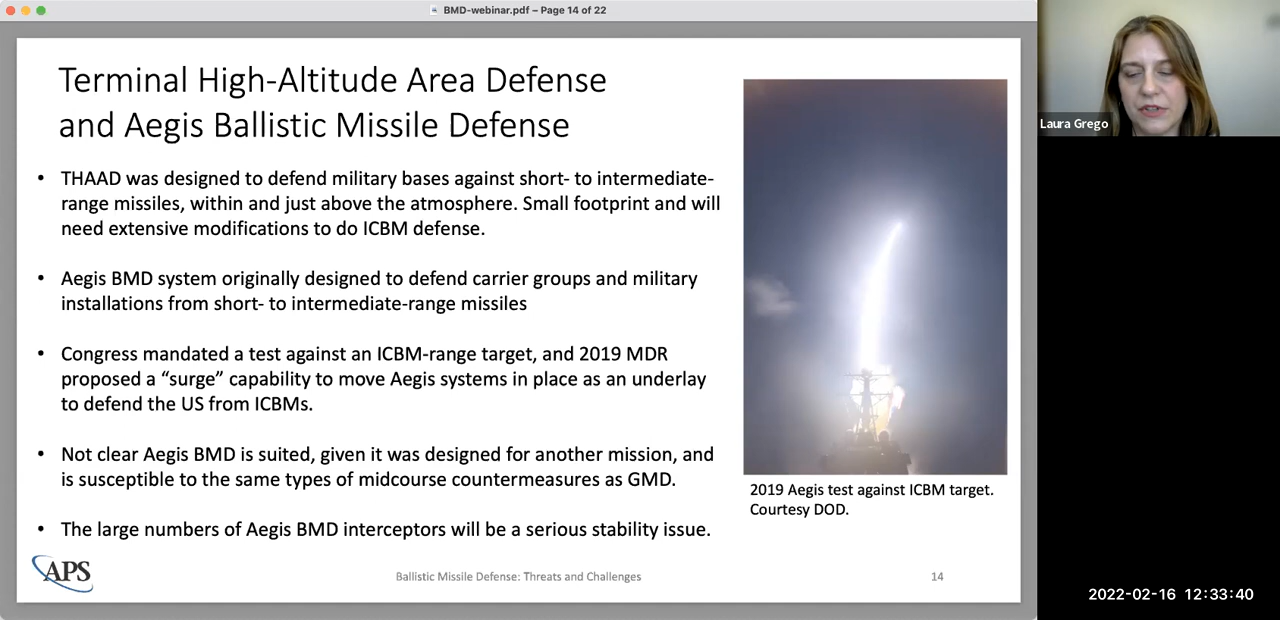 BMD-webinar.pdf – Page 14 of 22
Terminal High-Altitude Area Defense
and Aegis Ballistic Missile Defense
• THAAD was designed to defend military bases against short- to intermediate-
range missiles, within and just above the atmosphere. Small footprint and will
need extensive modifications to do ICBM defense.
• Aegis BMD system originally designed to defend carrier groups and military
installations from short- to intermediate-range missiles
• Congress mandated a test against an ICBM-range target, and 2019 MDR
proposed a “surge” capability to move Aegis systems in place as an underlay
to defend the US from ICBMs.
• Not clear Aegis BMD is suited, given it was designed for another mission, and
is susceptible to the same types of midcourse countermeasures as GMD.
• The large numbers of Aegis BMD interceptors will be a serious stability issue.
2019 Aegis test against ICBM target.
Courtesy DOD.
APS
Ballistic Missile Defense: Threats and Challenges
14
Laura Grego
2022-02-16 12:33:40